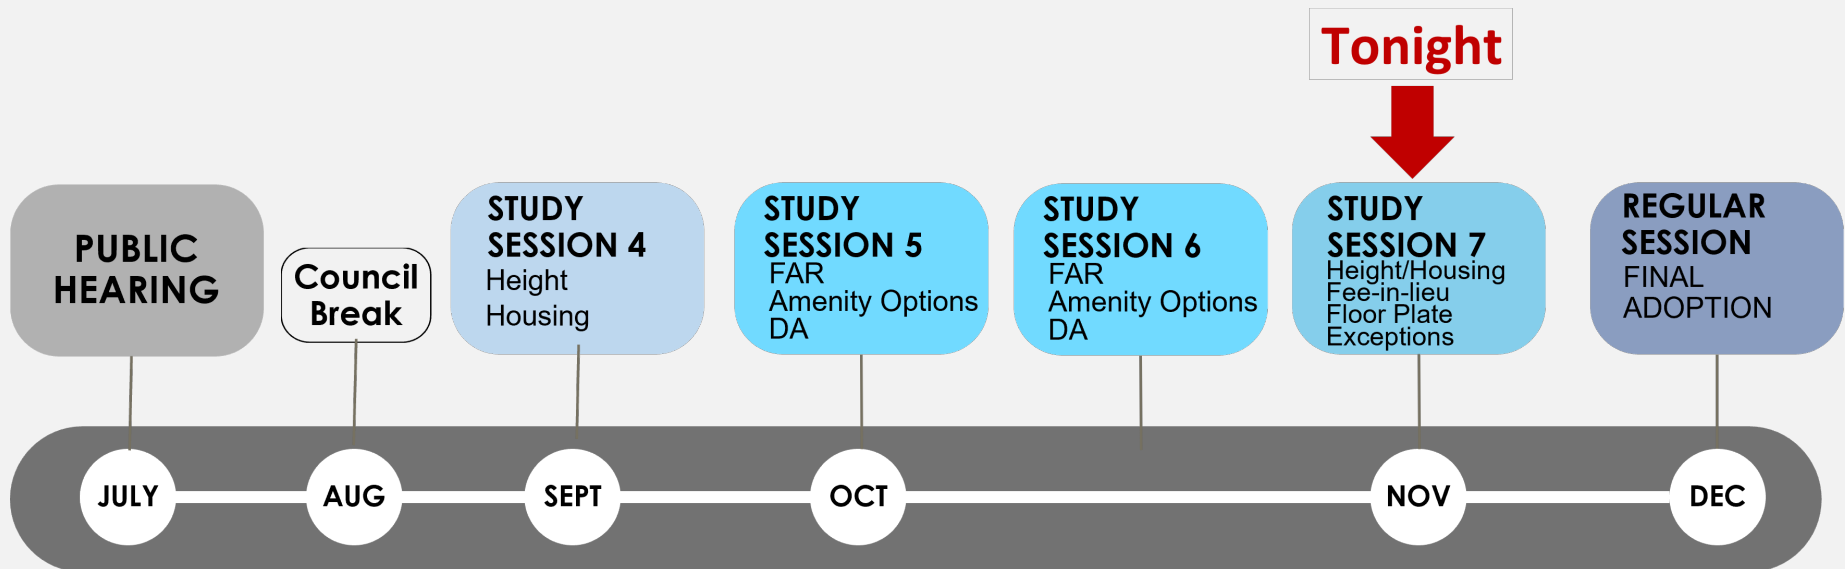 Tonight
PUBLIC
HEARING
Council
Break
STUDY
SESSION 4
Height
Housing
STUDY
SESSION 5
FAR
Amenity Options
DA
STUDY
SESSION 6
FAR
Amenity Options
DA
STUDY
SESSION 7
Height/Housing
Fee-in-lieu
Floor Plate
Exceptions
REGULAR
SESSION
FINAL
ADOPTION
JULY
AUG
SEPT
OCT
NOV
DEC